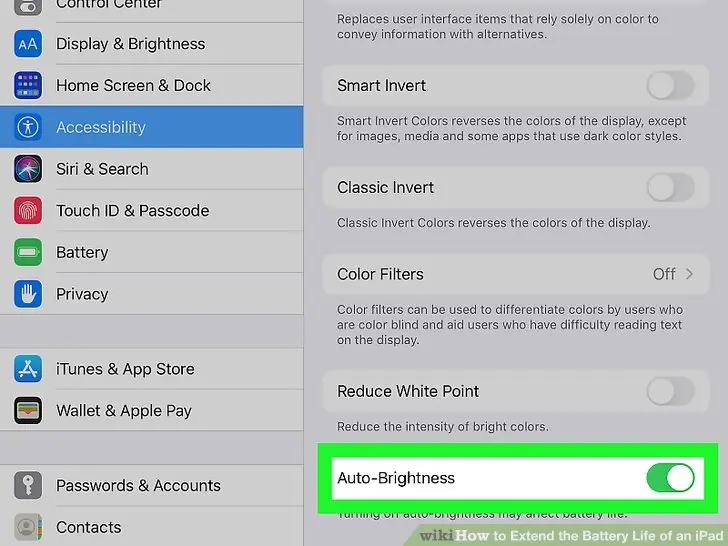 Control Center
AA Display & Brightness
Home Screen & Dock
Accessibility
Siri & Search
Touch ID & Passcode
Battery
Privacy
iTunes & App Store
Wallet & Apple Pay
Passwords & Accounts
Contacts
Replaces user interface items that rely solely on color to
convey information with alternatives.
Smart Invert
Smart Invert Colors reverses the colors of the display, except
for images, media and some apps that use dark color styles.
Classic Invert
Classic Invert Colors reverses the colors of the display.
Color Filters Off
Color filters can be used to differentiate colors by users who
are color blind and aid users who have difficulty reading text
on the display.
Reduce White Point
Reduce the intensity of bright colors.
Auto-Brightness
Turning off auto-brightness may affect battery life.
wikiHow to Extend the Battery Life of an iPad